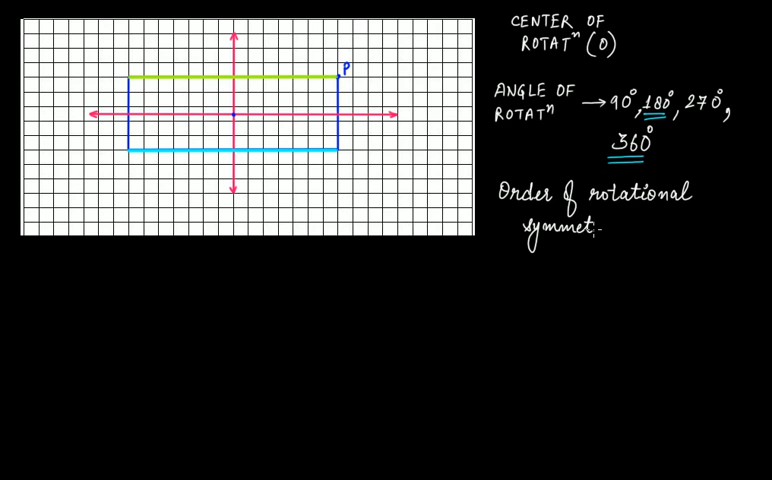 P
CENTER OF
ROTATⁿ (O)
ANGLE OF
ROTATⁿ → 90°, 180°, 270°,
360°
Order of rotational
symmet